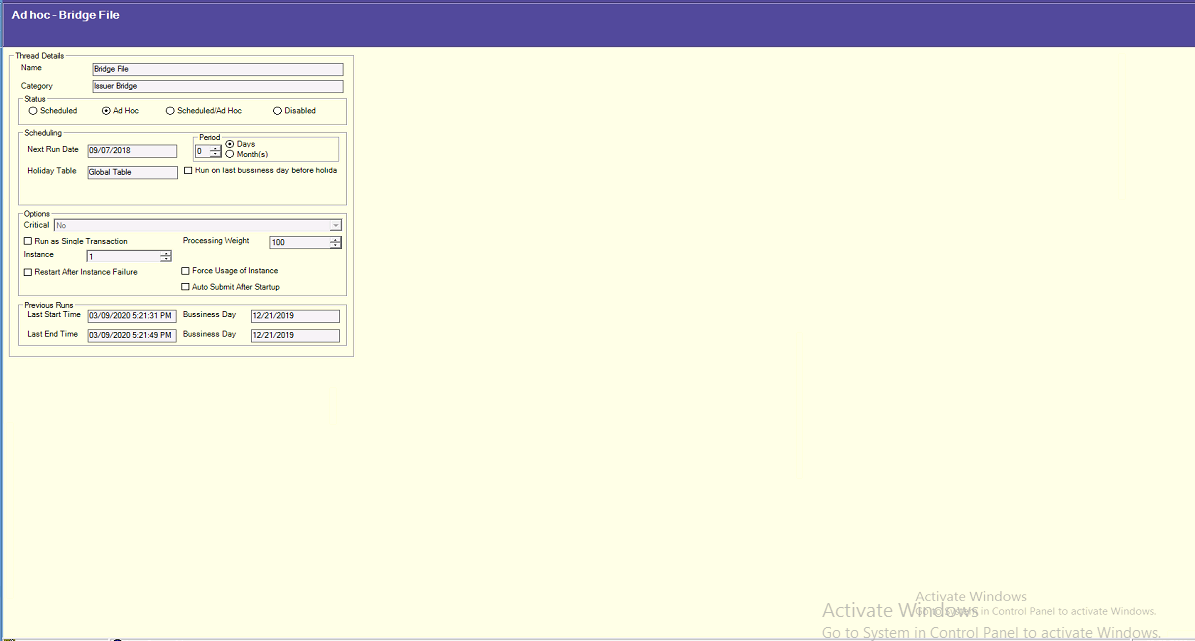 Ad hoc - Bridge File
Thread Details
Name Bridge File
Category Issuer Bridge
Status
Scheduled Ad Hoc Scheduled/Ad Hoc Disabled
Scheduling
Period
Next Run Date 09/07/2018 0 Days
Month(s)
Holiday Table Global Table Run on last bussiness day before holida
Options
Critical No
Run as Single Transaction Processing Weight 100
Instance 1
Restart After Instance Failure Force Usage of Instance
Auto Submit After Startup
Previous Runs
Last Start Time 03/09/2020 5:21:31 PM Bussiness Day 12/21/2019
Last End Time 03/09/2020 5:21:49 PM Bussiness Day 12/21/2019
Activate Windows
Go to System in Control Panel to activate Windows.
Activate Windows
Go to System in Control Panel to activate Windows.